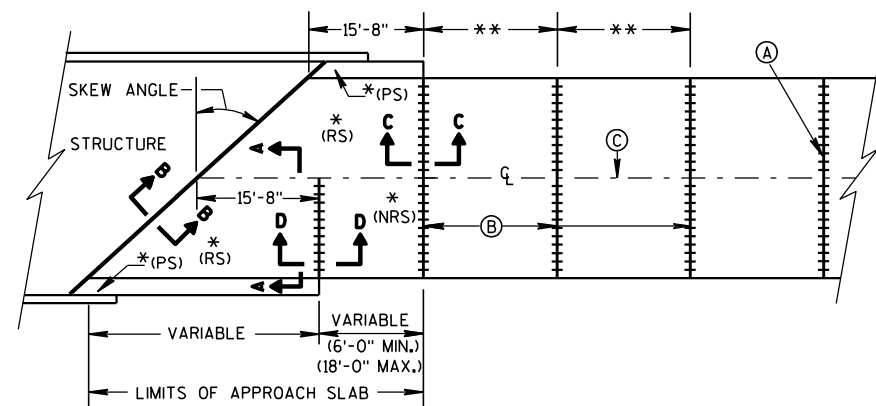 15'-8"
**
**
A
SKEW ANGLE
*(PS)
*
(RS)
C
C
STRUCTURE
A
C
B
℄
15'-8"
*
(NRS)
B
D
D
B
*
(RS)
*(PS)
A
VARIABLE
VARIABLE
(6'-0" MIN.)
(18'-0" MAX.)
LIMITS OF APPROACH SLAB